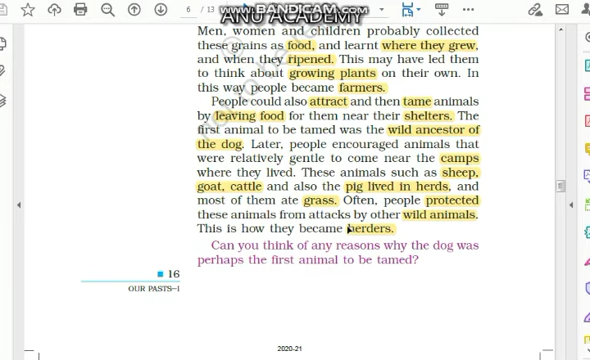 6 / 13
WWW.BANDICAM.COM
ANU ACADEMY
Men, women and children probably collected
these grains as food, and learnt where they grew,
and when they ripened. This may have led them
to think about growing plants on their own. In
this way people became farmers.
People could also attract and then tame animals
by leaving food for them near their shelters. The
first animal to be tamed was the wild ancestor of
the dog. Later, people encouraged animals that
were relatively gentle to come near the camps
where they lived. These animals such as sheep,
goat, cattle and also the pig lived in herds, and
most of them ate grass. Often, people protected
these animals from attacks by other wild animals.
This is how they became herders.
Can you think of any reasons why the dog was
perhaps the first animal to be tamed?
16
OUR PASTS–I
2020-21